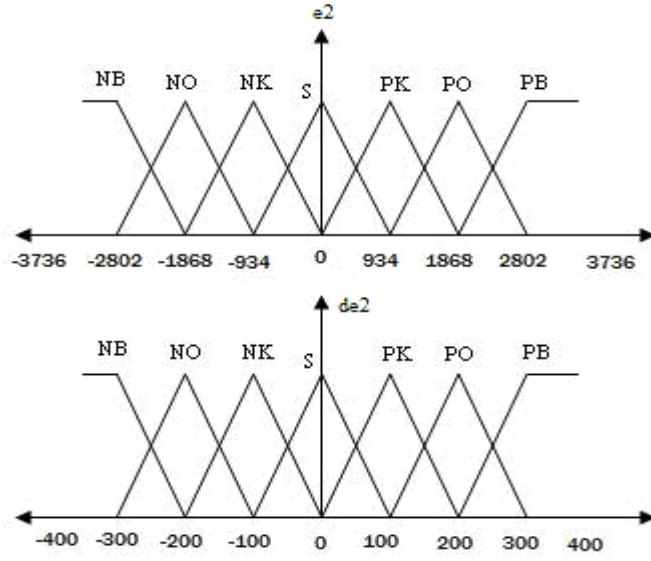 e2
NB NO NK S PK PO PB
-3736 -2802 -1868 -934 0 934 1868 2802 3736
de2
NB NO NK S PK PO PB
-400 -300 -200 -100 0 100 200 300 400